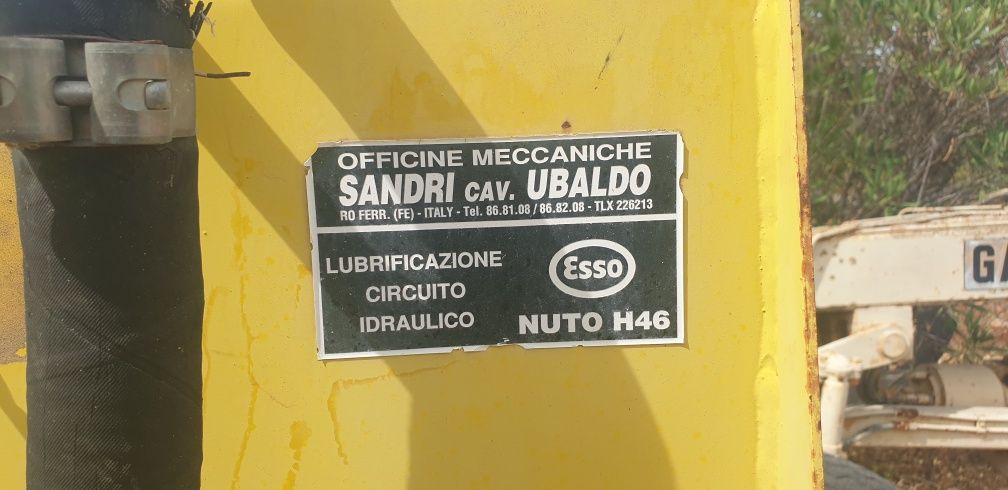 OFFICINE MECCANICHE
SANDRI CAV. UBALDO
RO FERR. (FE) - ITALY - Tel. 86.81.08 / 86.82.08 - TLX 226213
LUBRIFICAZIONE
CIRCUITO
IDRAULICO
Esso
NUTO H46